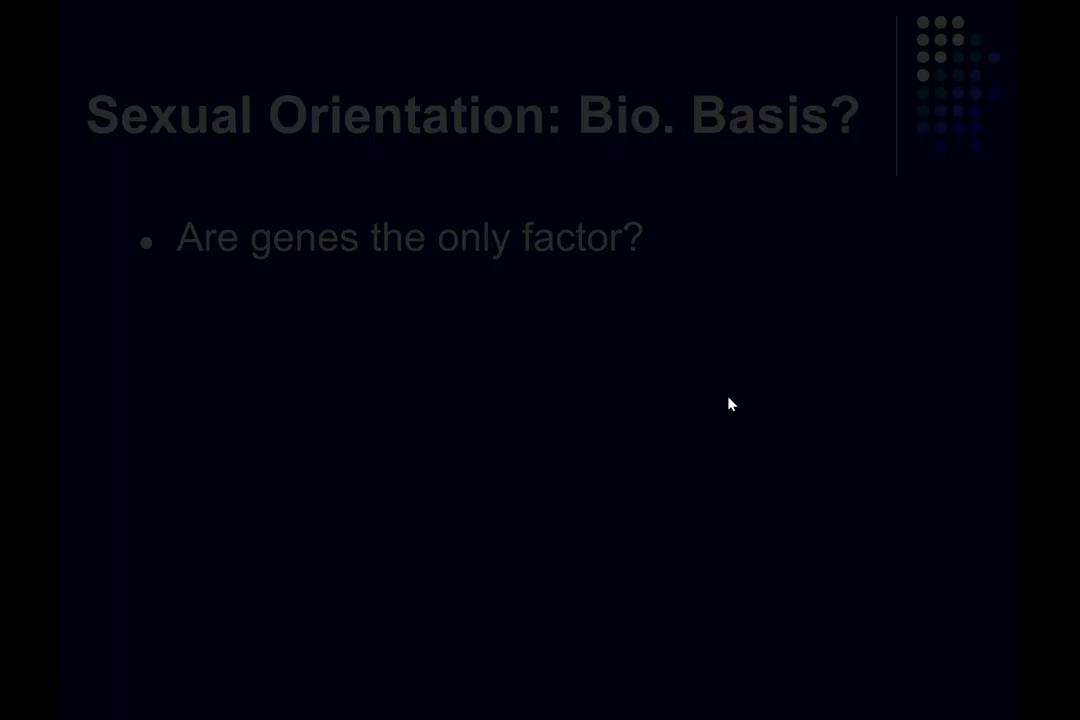 Sexual Orientation: Bio. Basis?
● Are genes the only factor?